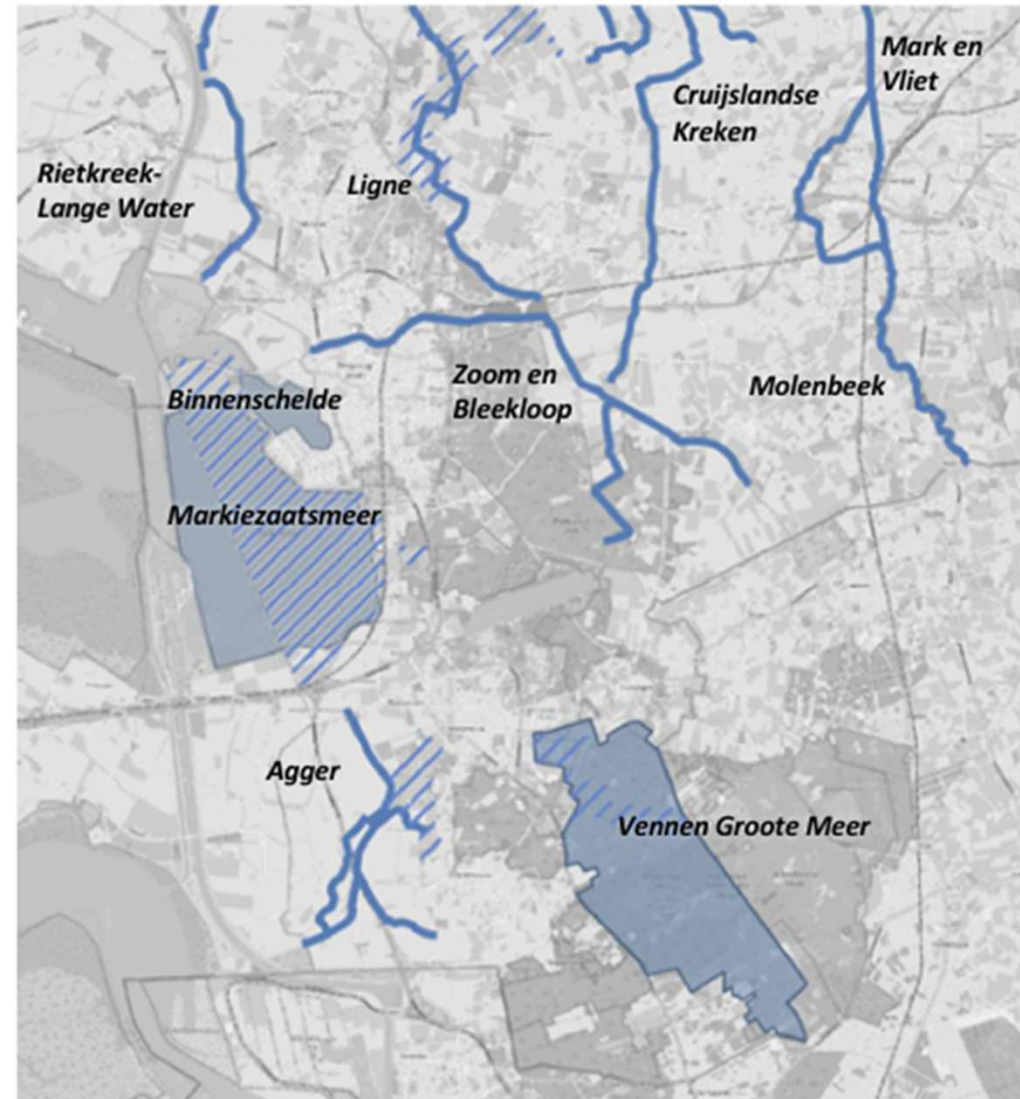 Mark en
Vliet
Cruijslandse
Kreken
Rietkreek-
Lange Water
Ligne
Zoom en
Bleekloop
Molenbeek
Binnenschelde
Markiezaatsmeer
Agger
Vennen Groote Meer